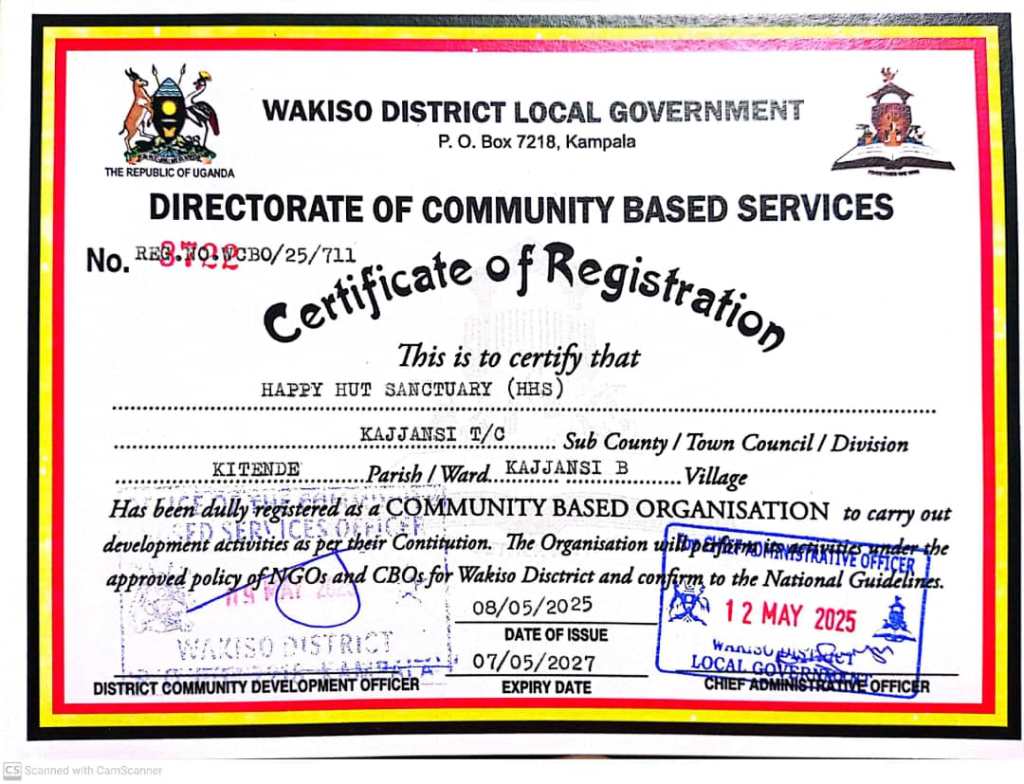 WAKISO DISTRICT LOCAL GOVERNMENT
P. O. Box 7218, Kampala
THE REPUBLIC OF UGANDA
DIRECTORATE OF COMMUNITY BASED SERVICES
No. REG.NO.WCBO/25/711
3722
Certificate of Registration
This is to certify that
HAPPY HUT SANCTUARY (HHS)
KAJJANSI T/C Sub County / Town Council / Division
KITENDE Parish / Ward KAJJANSI B Village
Has been dully registered as a COMMUNITY BASED ORGANISATION to carry out
development activities as per their Contitution. The Organisation will perform its activities under the
approved policy of NGOs and CBOs for Wakiso Disctrict and confirm to the National Guidelines.
SERVICES OFFICER
WAKISO DISTRICT
CHIEF ADMINISTRATIVE OFFICER
12 MAY 2025
WAKISO DISTRICT
LOCAL GOVERNMENT
08/05/2025
DATE OF ISSUE
07/05/2027
EXPIRY DATE
DISTRICT COMMUNITY DEVELOPMENT OFFICER
CHIEF ADMINISTRATIVE OFFICER
CS Scanned with CamScanner